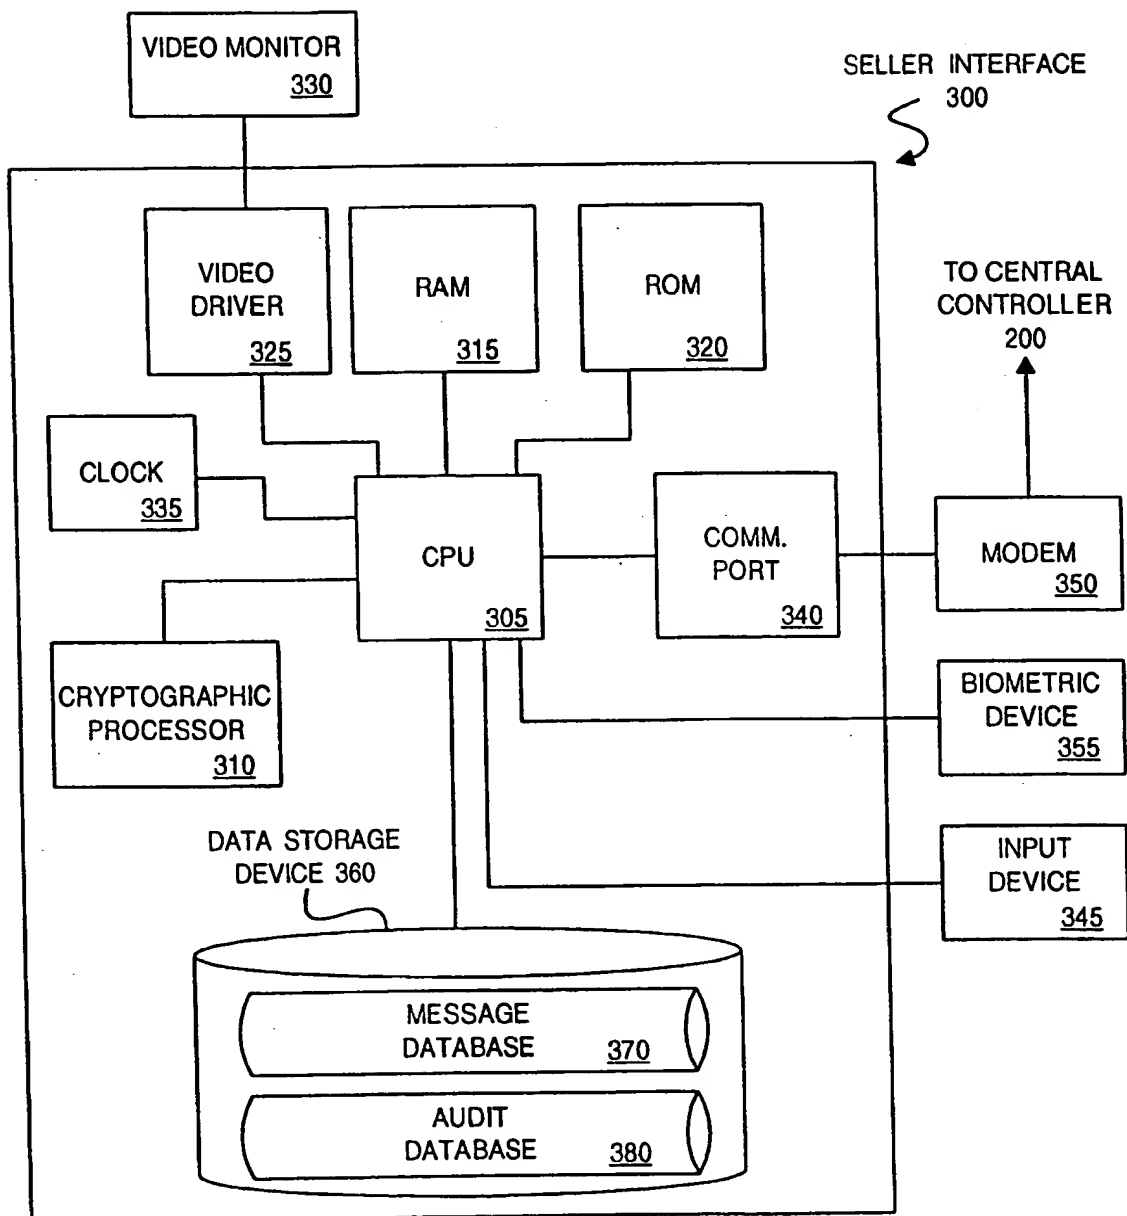 VIDEO MONITOR
330
SELLER INTERFACE
300
VIDEO
DRIVER
325
RAM
315
ROM
320
TO CENTRAL
CONTROLLER
200
CLOCK
335
CPU
305
COMM.
PORT
340
MODEM
350
CRYPTOGRAPHIC
PROCESSOR
310
BIOMETRIC
DEVICE
355
DATA STORAGE
DEVICE 360
INPUT
DEVICE
345
MESSAGE
DATABASE 370
AUDIT
DATABASE 380